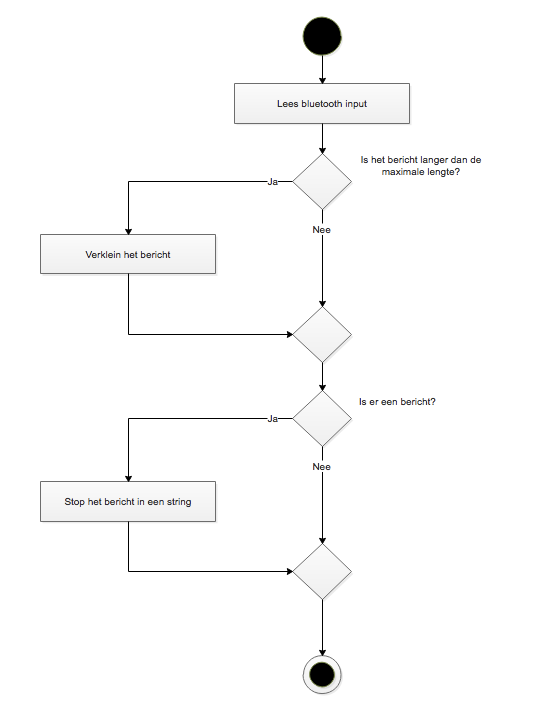 Lees bluetooth input
Is het bericht langer dan de
maximale lengte?
Ja
Nee
Verklein het bericht
Is er een bericht?
Ja
Nee
Stop het bericht in een string